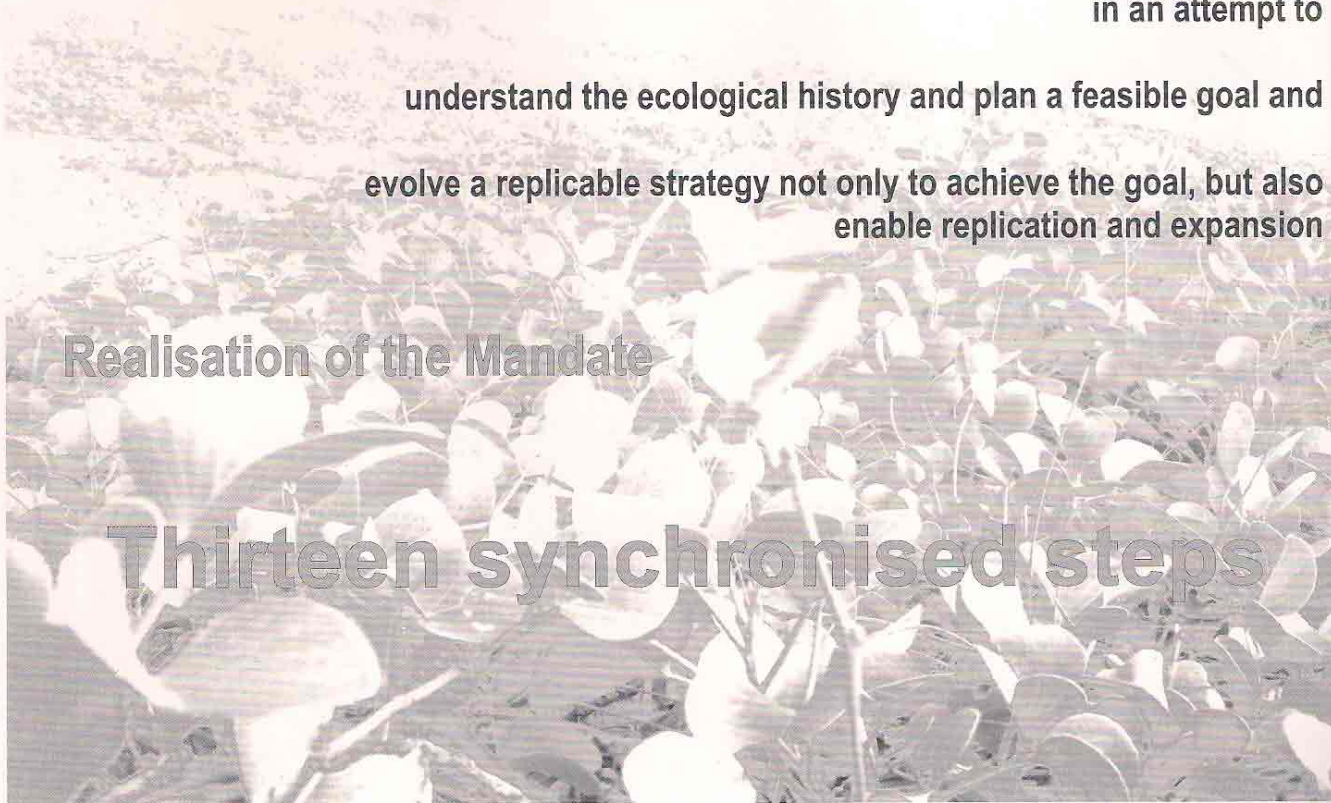 in an attempt to
understand the ecological history and plan a feasible goal and
evolve a replicable strategy not only to achieve the goal, but also
enable replication and expansion
Realisation of the Mandate
Thirteen synchronised steps